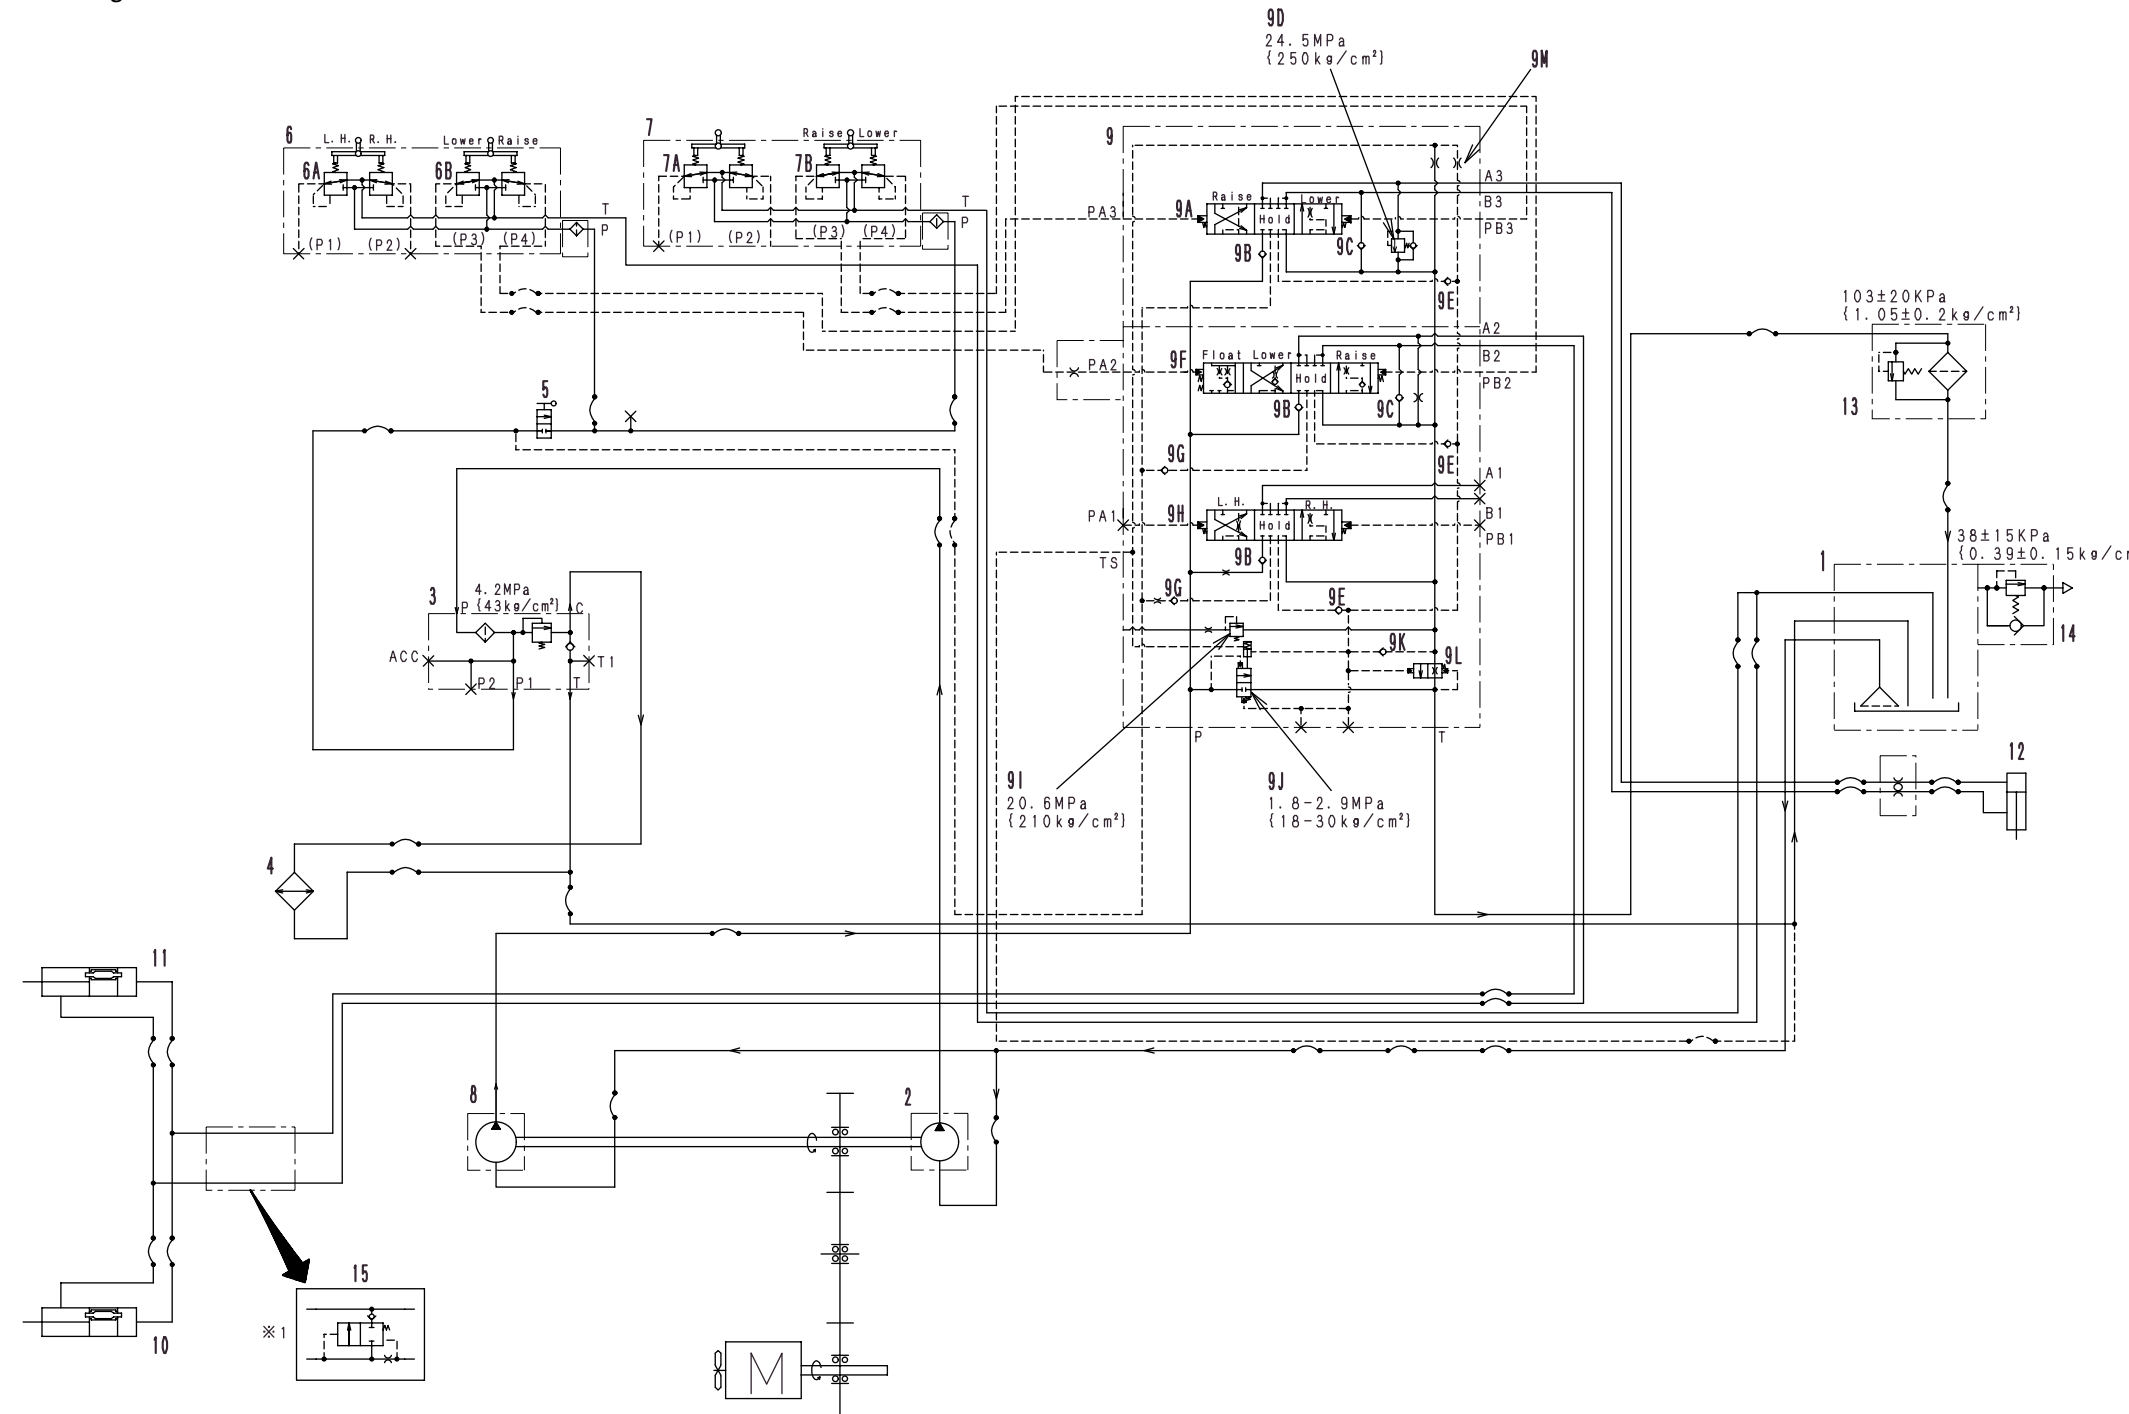 9D
24.5MPa
{250kg/cm²}
9M
6
L.H. R.H.
Lower Raise
7
Raise Lower
9
6A
6B
7A
7B
A3
T
P
T
P
Raise
Lower
B3
PA3
9A
Hold
PB3
(P1) (P2) (P3) (P4)
(P1) (P2) (P3) (P4)
9B
9C
9E
103±20KPa
{1.05±0.2kg/cm²}
A2
9F
Float Lower
Raise
B2
PA2
Hold
PB2
5
9B
9C
13
9G
9E
A1
L.H.
R.H.
PA1
9H
Hold
B1
PB1
38±15KPa
1
TS
9B
3
4.2MPa
{43kg/cm²}
P
C
9G
9E
14
ACC
T1
9K
9L
P2 P1 T
P
T
12
9I
20.6MPa
{210kg/cm²}
9J
1.8-2.9MPa
{18-30kg/cm²}
4
11
8
2
15
※1
10
M